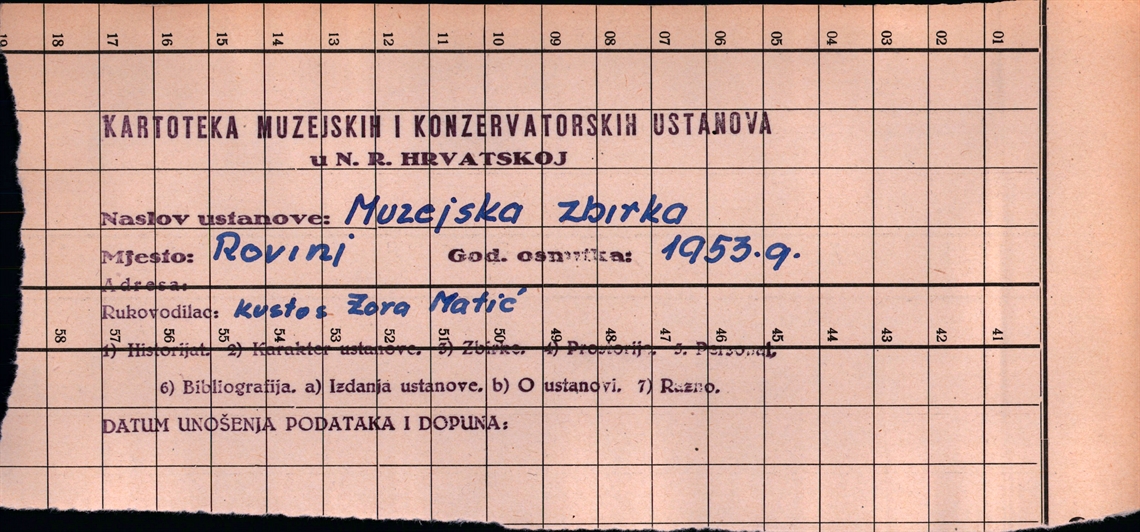 19 18 17 16 15 14 13 12 11 10 09 08 07 06 05 04 03 02 01
KARTOTEKA MUZEJSKIH I KONZERVATORSKIH USTANOVA
u N. R. HRVATSKOJ
Naslov ustanove: Muzejska zbirka
Mjesto: Rovinj God. osnutka: 1953.g.
Adresa:
Rukovodilac: kustos Zora Matić
58 57 56 55 54 53 52 51 50 49 48 47 46 45 44 43 42 41
1) Historijat. 2) Karakter ustanove. 3) Zbirke. 4) Prostorije. 5. Personal.
6) Bibliografija. a) Izdanja ustanove. b) O ustanovi. 7) Razno.
DATUM UNOŠENJA PODATAKA I DOPUNA: